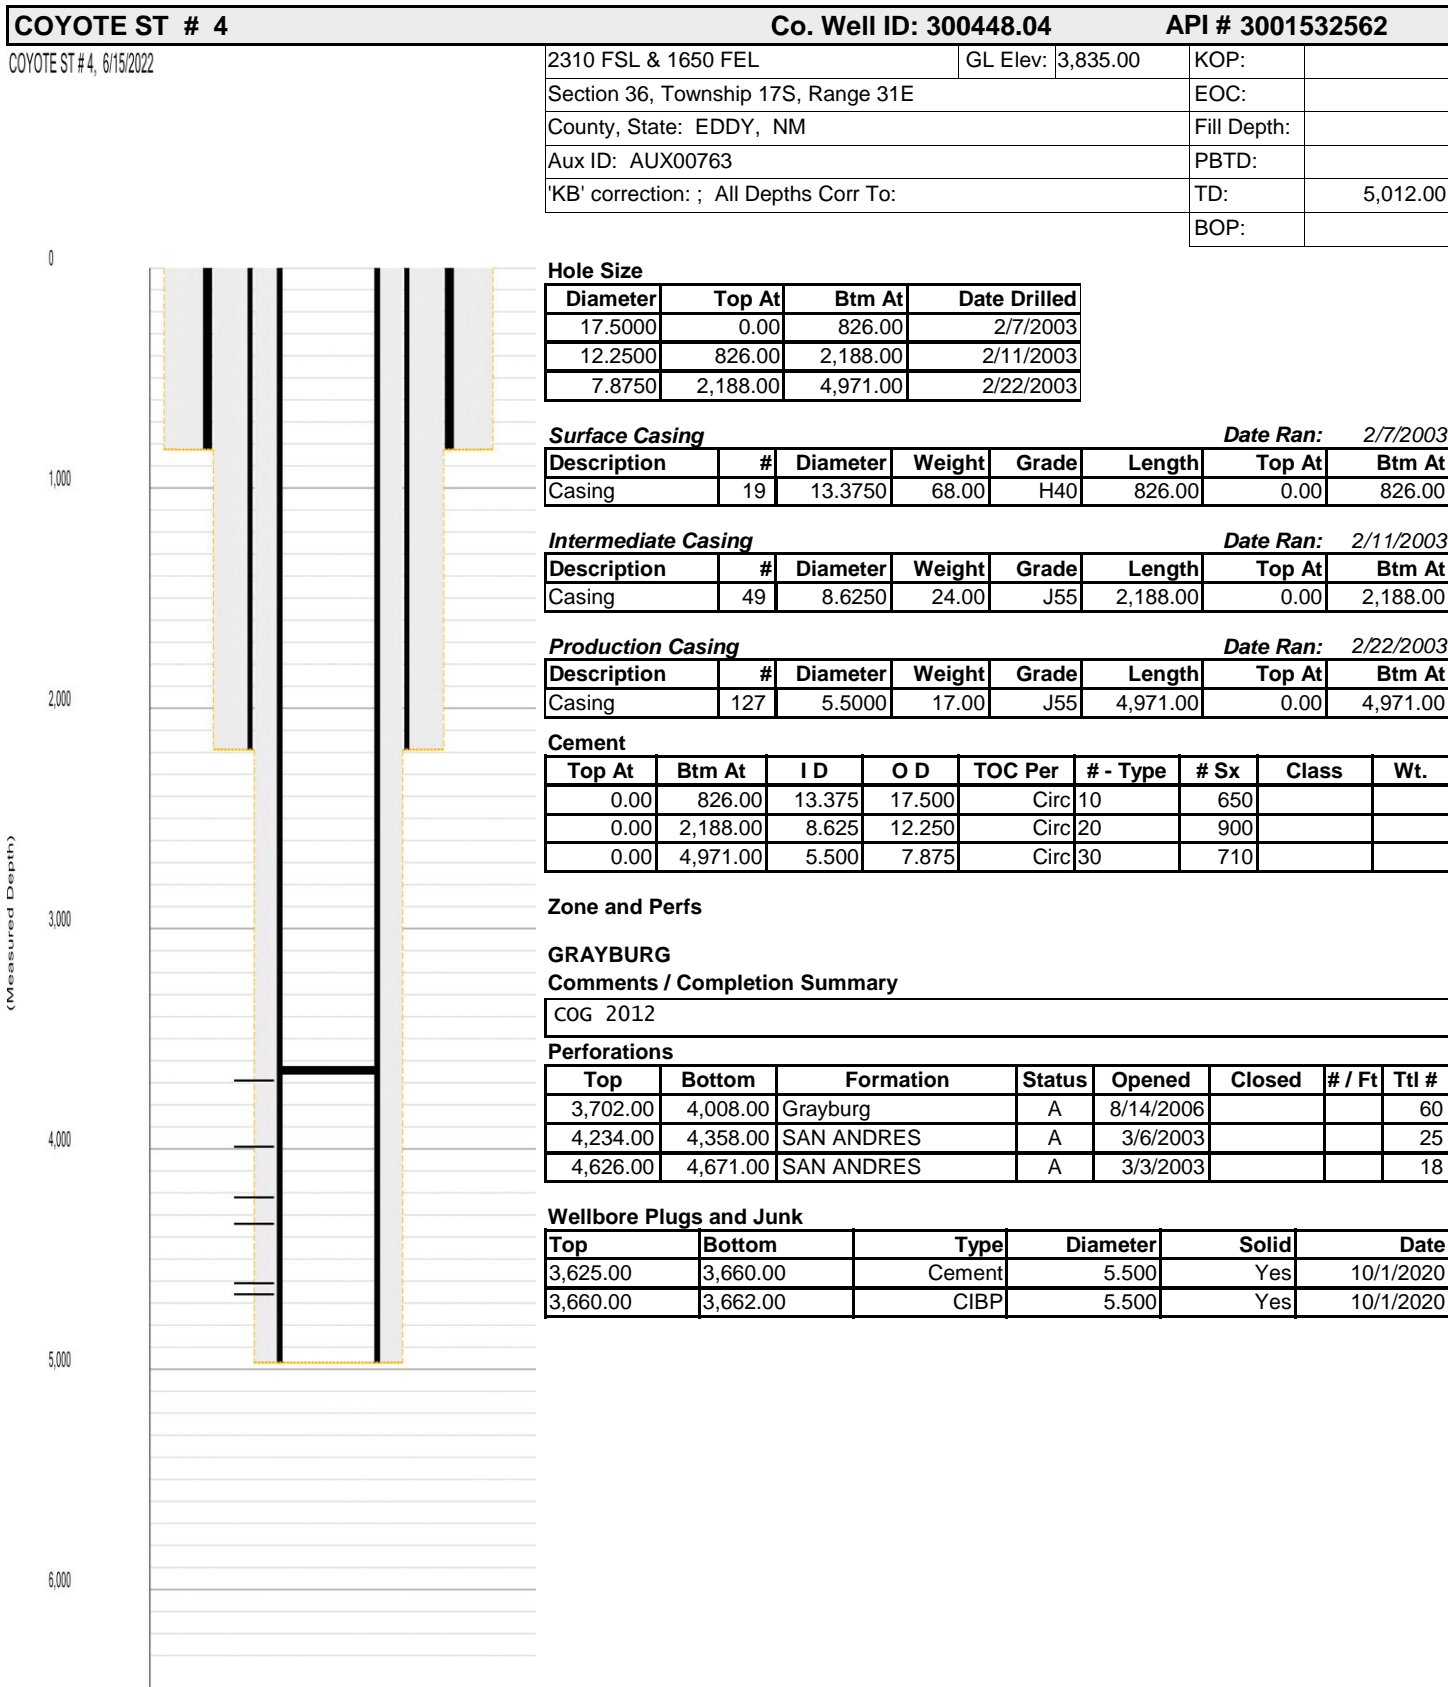 COYOTE ST # 4 Co. Well ID: 300448.04 API # 3001532562
COYOTE ST # 4, 6/15/2022
2310 FSL & 1650 FEL GL Elev: 3,835.00 KOP:
Section 36, Township 17S, Range 31E EOC:
County, State: EDDY, NM Fill Depth:
Aux ID: AUX00763 PBTD:
'KB' correction: ; All Depths Corr To: TD: 5,012.00
BOP:
0
1,000
2,000
3,000
4,000
5,000
6,000
(Measured Depth)
Hole Size
Diameter Top At Btm At Date Drilled
17.5000 0.00 826.00 2/7/2003
12.2500 826.00 2,188.00 2/11/2003
7.8750 2,188.00 4,971.00 2/22/2003
Surface Casing Date Ran: 2/7/2003
Description # Diameter Weight Grade Length Top At Btm At
Casing 19 13.3750 68.00 H40 826.00 0.00 826.00
Intermediate Casing Date Ran: 2/11/2003
Description # Diameter Weight Grade Length Top At Btm At
Casing 49 8.6250 24.00 J55 2,188.00 0.00 2,188.00
Production Casing Date Ran: 2/22/2003
Description # Diameter Weight Grade Length Top At Btm At
Casing 127 5.5000 17.00 J55 4,971.00 0.00 4,971.00
Cement
Top At Btm At I D O D TOC Per # - Type # Sx Class Wt.
0.00 826.00 13.375 17.500 Circ 10 650
0.00 2,188.00 8.625 12.250 Circ 20 900
0.00 4,971.00 5.500 7.875 Circ 30 710
Zone and Perfs
GRAYBURG
Comments / Completion Summary
COG 2012
Perforations
Top Bottom Formation Status Opened Closed # / Ft Ttl #
3,702.00 4,008.00 Grayburg A 8/14/2006 60
4,234.00 4,358.00 SAN ANDRES A 3/6/2003 25
4,626.00 4,671.00 SAN ANDRES A 3/3/2003 18
Wellbore Plugs and Junk
Top Bottom Type Diameter Solid Date
3,625.00 3,660.00 Cement 5.500 Yes 10/1/2020
3,660.00 3,662.00 CIBP 5.500 Yes 10/1/2020